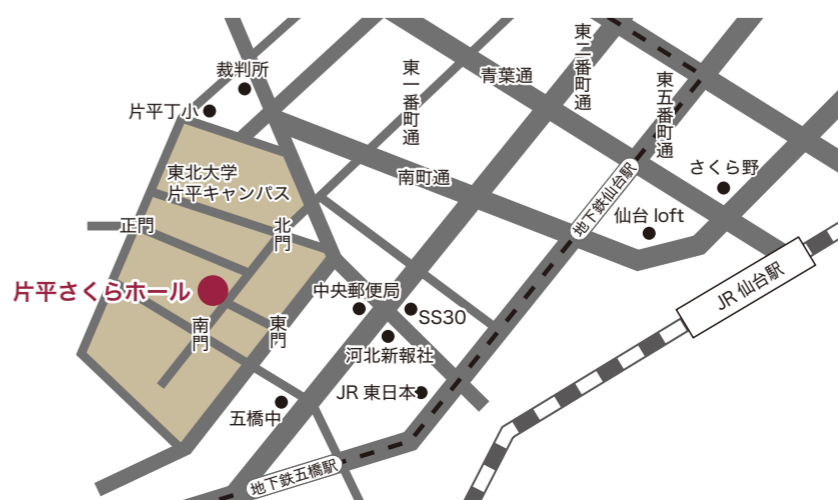 裁判所
片平丁小
東一番町通
青葉通
東二番町通
東五番町通
さくら野
東北大学
片平キャンパス
南町通
地下鉄仙台駅
仙台 loft
正門
北門
JR 仙台駅
片平さくらホール
中央郵便局
SS30
南門
東門
河北新報社
JR 東日本
五橋中
地下鉄五橋駅